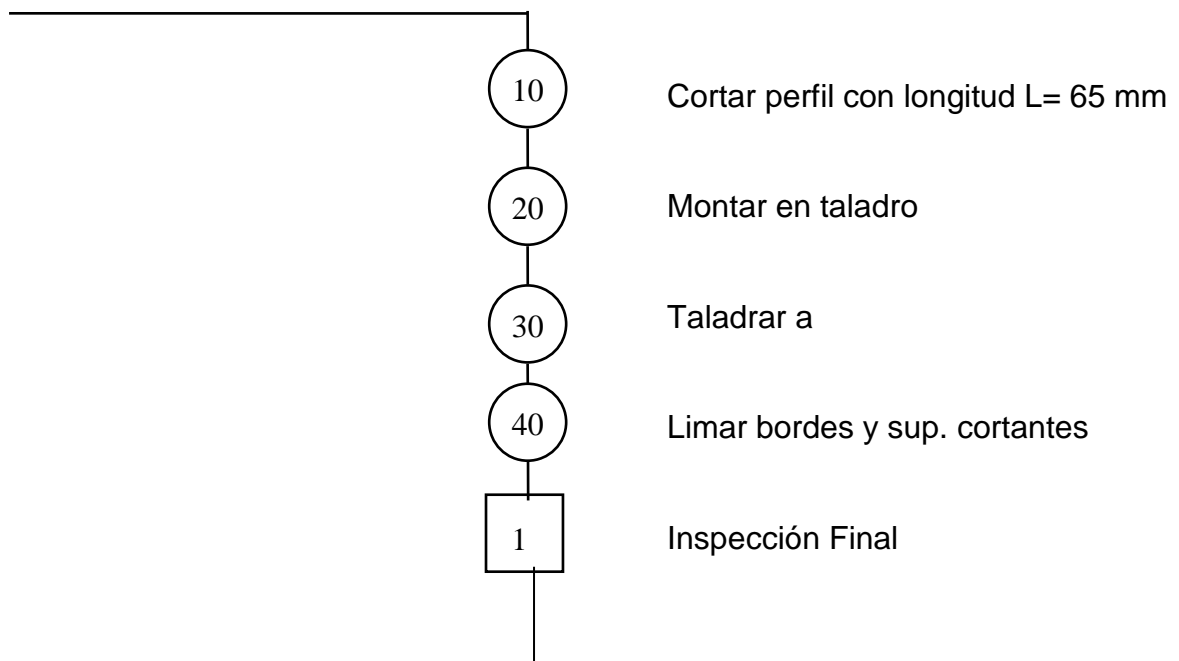 10 Cortar perfil con longitud L= 65 mm
20 Montar en taladro
30 Taladrar a
40 Limar bordes y sup. cortantes
1 Inspección Final